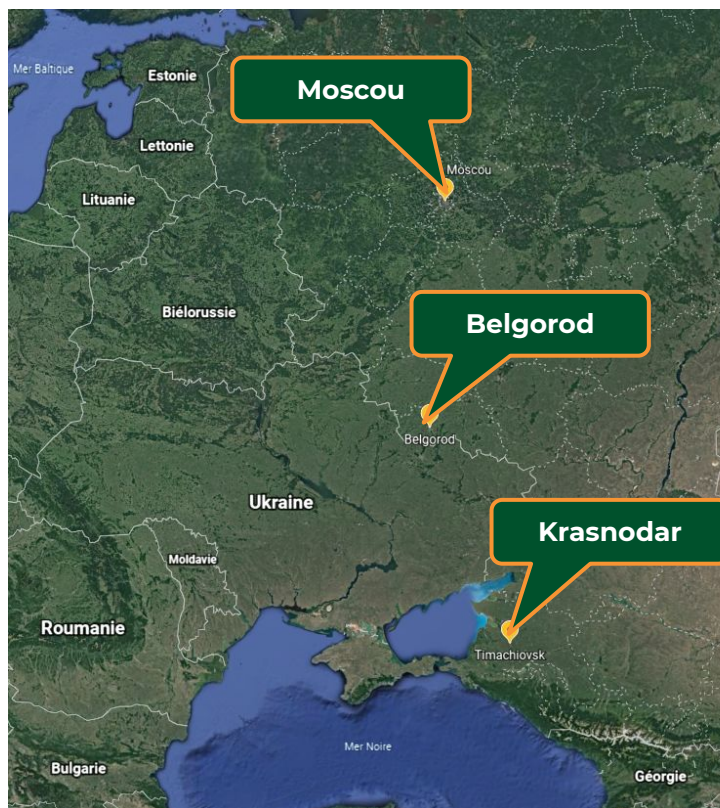 Mer Baltique
Estonie
Moscou
Lettonie
Moscou
Lituanie
Biélorussie
Belgorod
Belgorod
Ukraine
Krasnodar
Moldavie
Roumanie
Timachiovsk
Mer Noire
Bulgarie
Géorgie